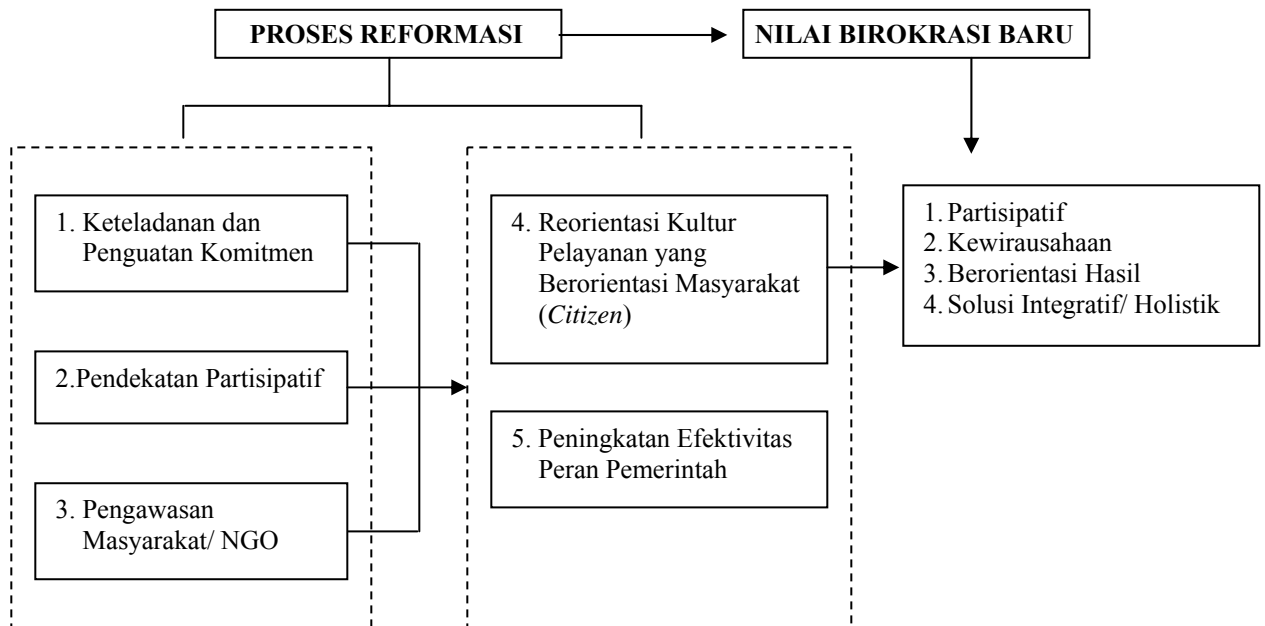 PROSES REFORMASI
NILAI BIROKRASI BARU
1. Keteladanan dan
Penguatan Komitmen
2.Pendekatan Partisipatif
3. Pengawasan
Masyarakat/ NGO
4. Reorientasi Kultur
Pelayanan yang
Berorientasi Masyarakat
(Citizen)
5. Peningkatan Efektivitas
Peran Pemerintah
1. Partisipatif
2. Kewirausahaan
3. Berorientasi Hasil
4. Solusi Integratif/ Holistik